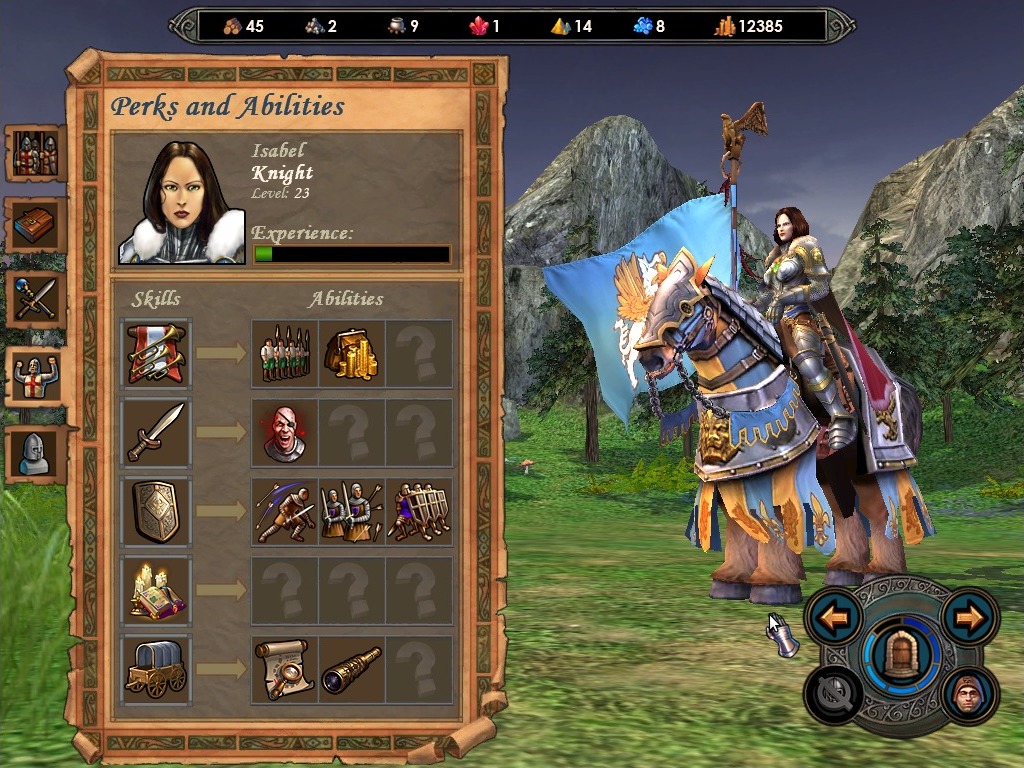 45 2 9 1 14 8 12385
Perks and Abilities
Isabel
Knight
Level: 23
Experience:
Skills Abilities
? 
? ?
? ? ?
?